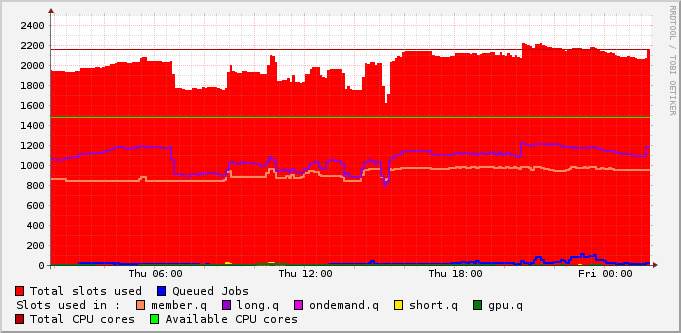 2400
2200
2000
1800
1600
1400
1200
1000
800
600
400
200
0
Thu 06:00 Thu 12:00 Thu 18:00 Fri 00:00
Total slots used Queued Jobs
Slots used in : member.q long.q ondemand.q short.q gpu.q
Total CPU cores Available CPU cores
RRDTOOL / TOBI OETIKER